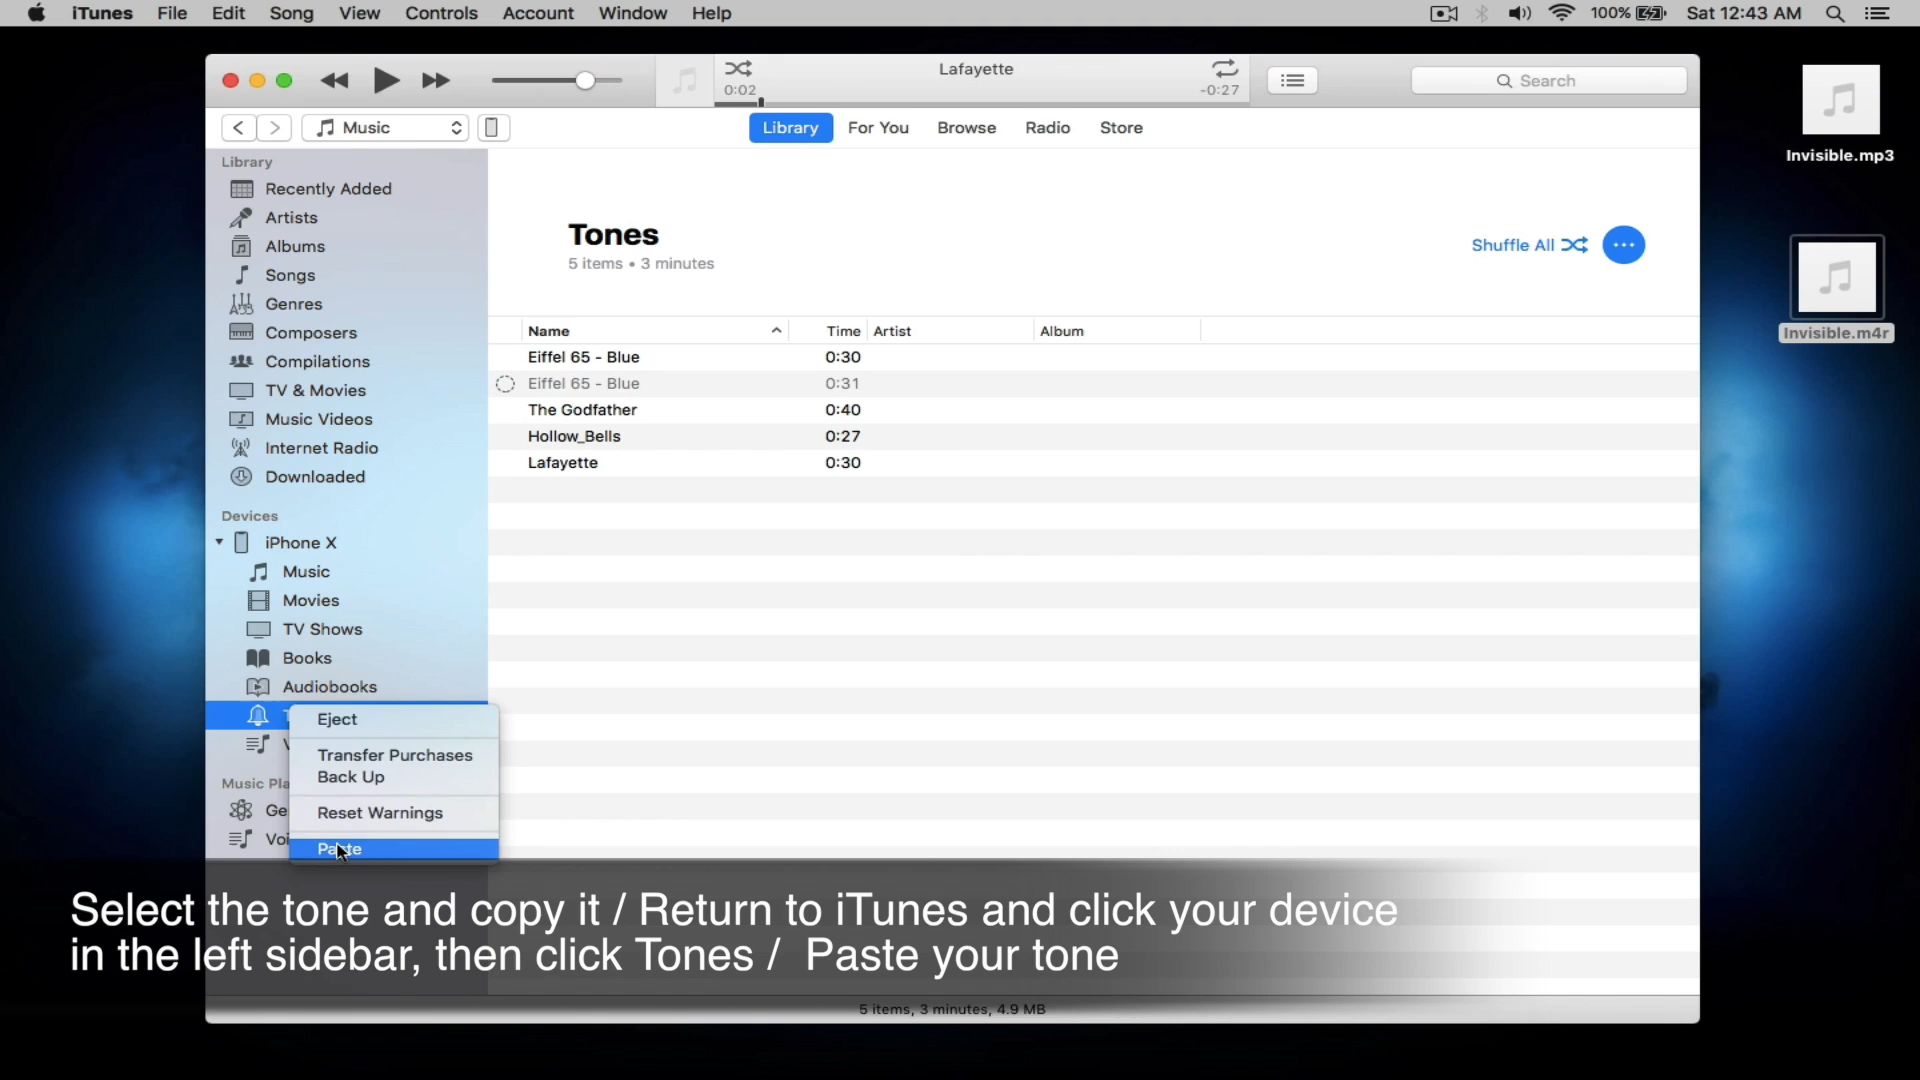 iTunes File Edit Song View Controls Account Window Help 100% Sat 12:43 AM
Lafayette
0:02 -0:27
Search
Music
Library For You Browse Radio Store
Invisible.mp3
Invisible.m4r
Library
Recently Added
Artists
Albums
Songs
Genres
Composers
Compilations
TV & Movies
Music Videos
Internet Radio
Downloaded
Devices
iPhone X
Music
Movies
TV Shows
Books
Audiobooks
Music Pla
Ge
Voi
Eject
Transfer Purchases
Back Up
Reset Warnings
Paste
Tones
5 items • 3 minutes
Shuffle All
Name Time Artist Album
Eiffel 65 - Blue 0:30
Eiffel 65 - Blue 0:31
The Godfather 0:40
Hollow_Bells 0:27
Lafayette 0:30
Select the tone and copy it / Return to iTunes and click your device
in the left sidebar, then click Tones / Paste your tone
5 items, 3 minutes, 4.9 MB